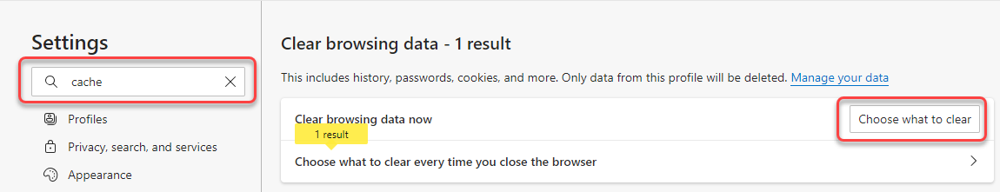 Settings
cache
Profiles
Privacy, search, and services
Appearance
Clear browsing data - 1 result
This includes history, passwords, cookies, and more. Only data from this profile will be deleted. Manage your data
Clear browsing data now
Choose what to clear
1 result
Choose what to clear every time you close the browser